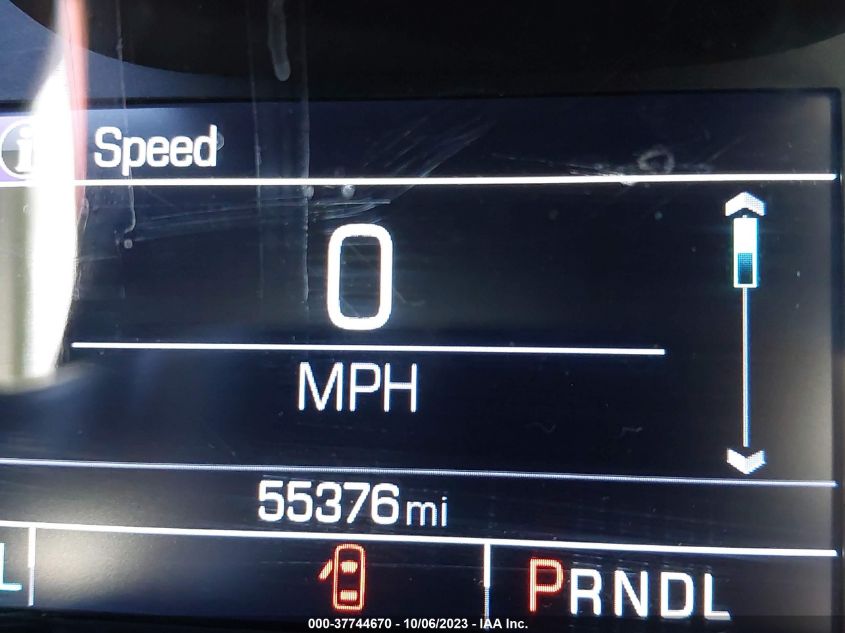 i Speed
0
MPH
55376 mi
L PRNDL
000-37744670 - 10/06/2023 - IAA Inc.